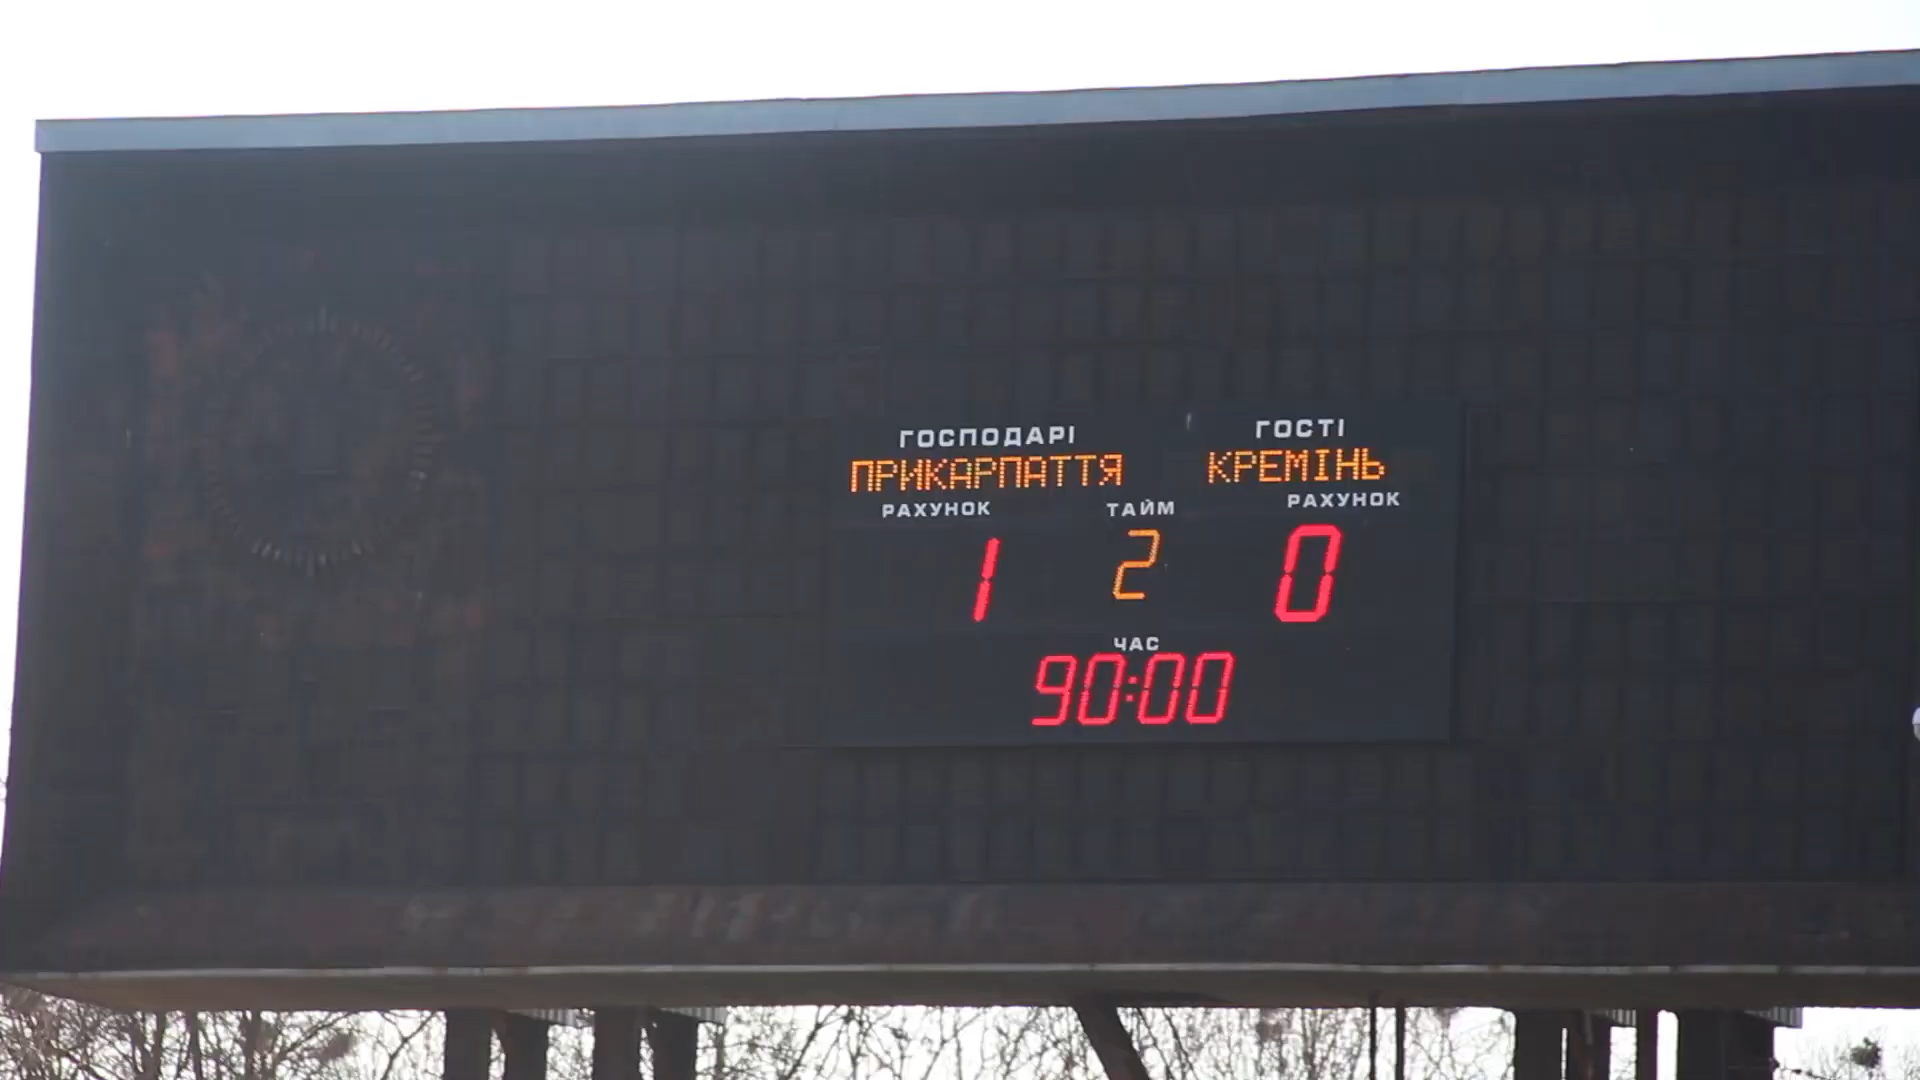 ГОСПОДАРІ ГОСТІ
ПРИКАРПАТТЯ КРЕМІНЬ
РАХУНОК ТАЙМ РАХУНОК
1 2 0
ЧАС
90:00